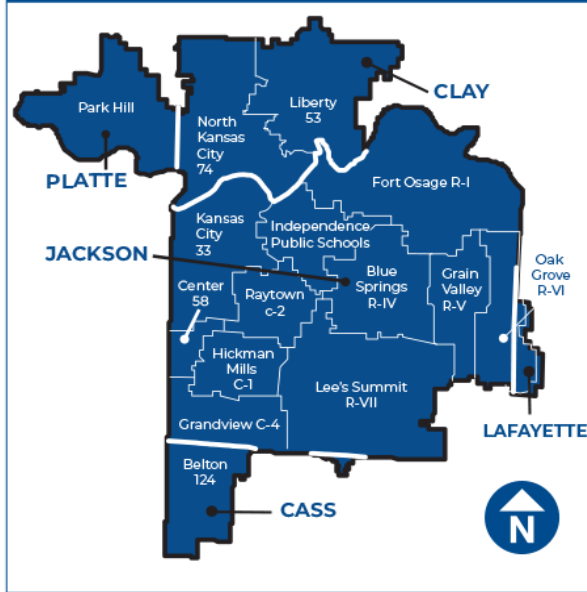 CLAY
Park Hill
Liberty
53
North
Kansas
City
74
PLATTE
Fort Osage R-I
Kansas
City
33
Independence
Public Schools
JACKSON
Oak
Grove
R-VI
Blue
Springs
R-IV
Grain
Valley
R-V
Center
58
Raytown
c-2
Hickman
Mills
C-1
Lee's Summit
R-VII
Grandview C-4
LAFAYETTE
Belton
124
CASS
N